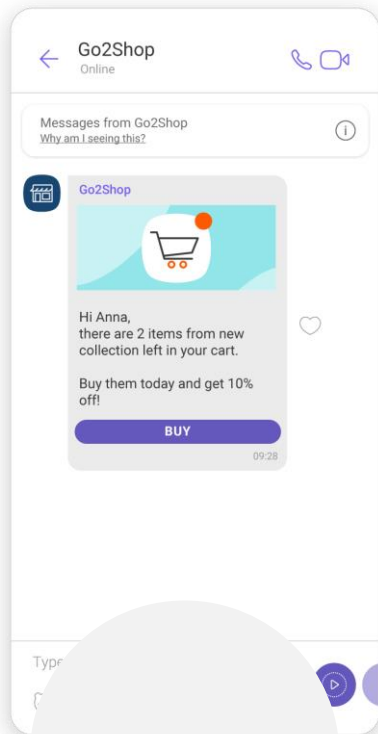 Go2Shop
Online
Messages from Go2Shop
Why am I seeing this?
Go2Shop
Hi Anna,
there are 2 items from new
collection left in your cart.
Buy them today and get 10%
off!
BUY
09:28
Type